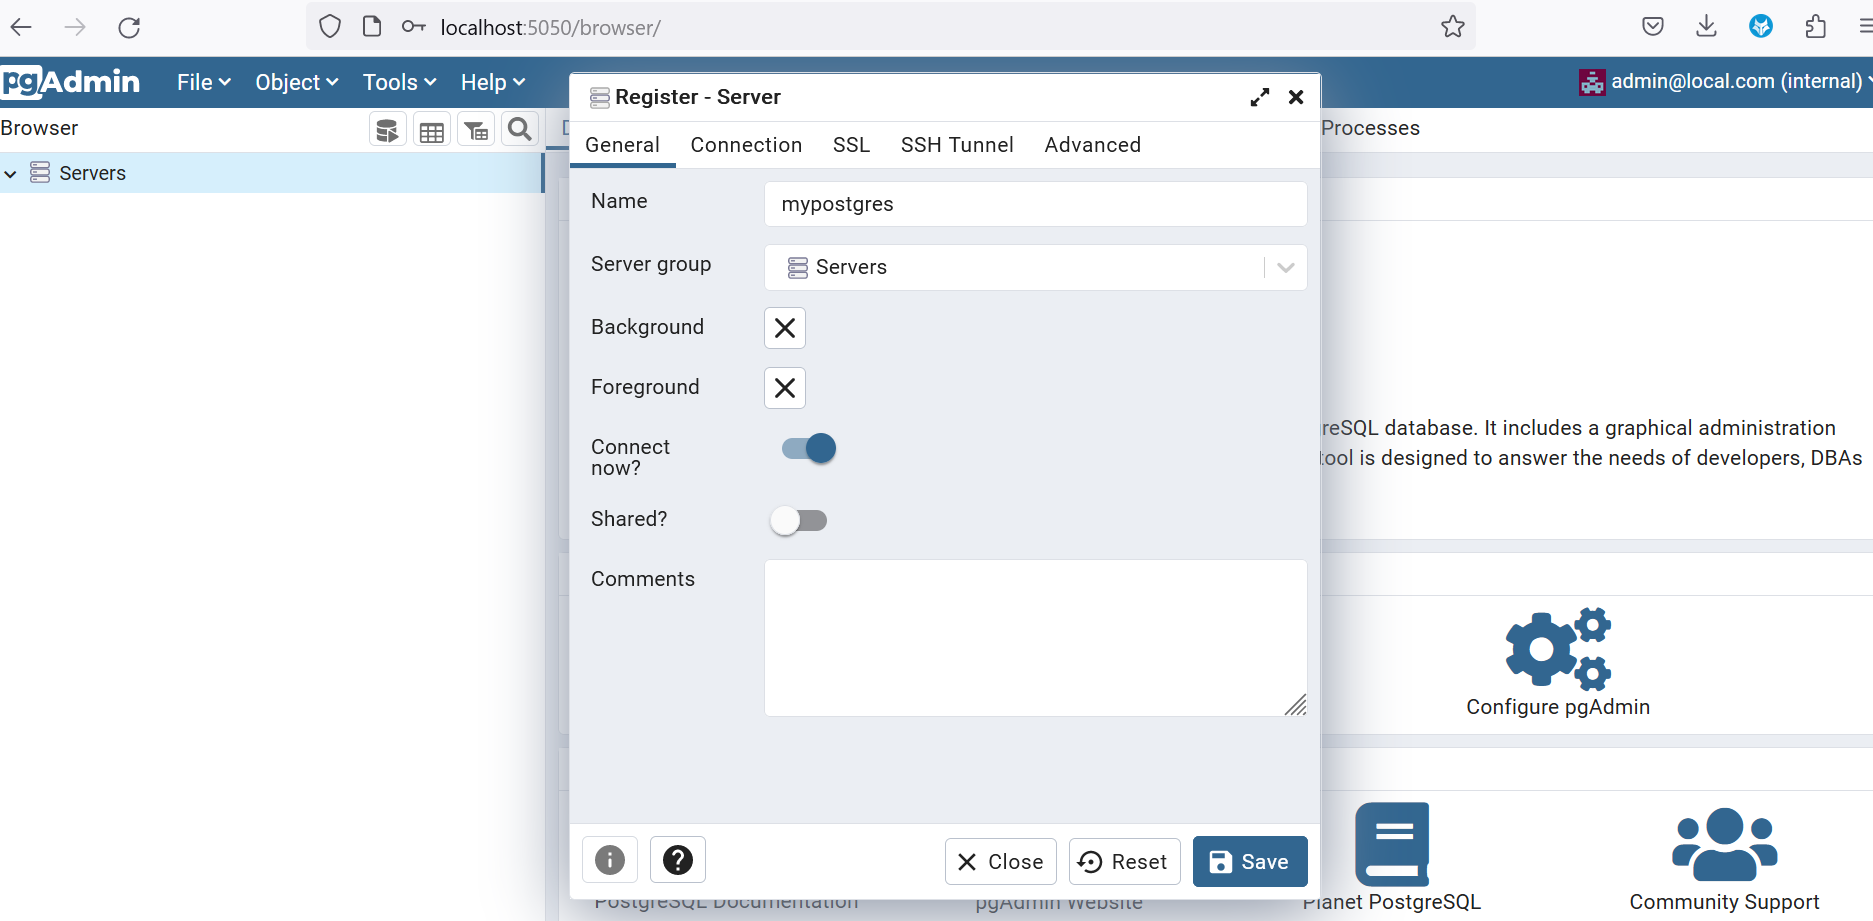 localhost:5050/browser/
pgAdmin File Object Tools Help admin@local.com (internal)
Browser
Servers
Register - Server
General Connection SSL SSH Tunnel Advanced
Processes
Name mypostgres
Server group Servers
Background
Foreground
Connect
now?
Shared?
Comments
reSQL database. It includes a graphical administration
tool is designed to answer the needs of developers, DBAs
Configure pgAdmin
Close Reset Save
PostgreSQL Documentation pgAdmin Website Planet PostgreSQL Community Support